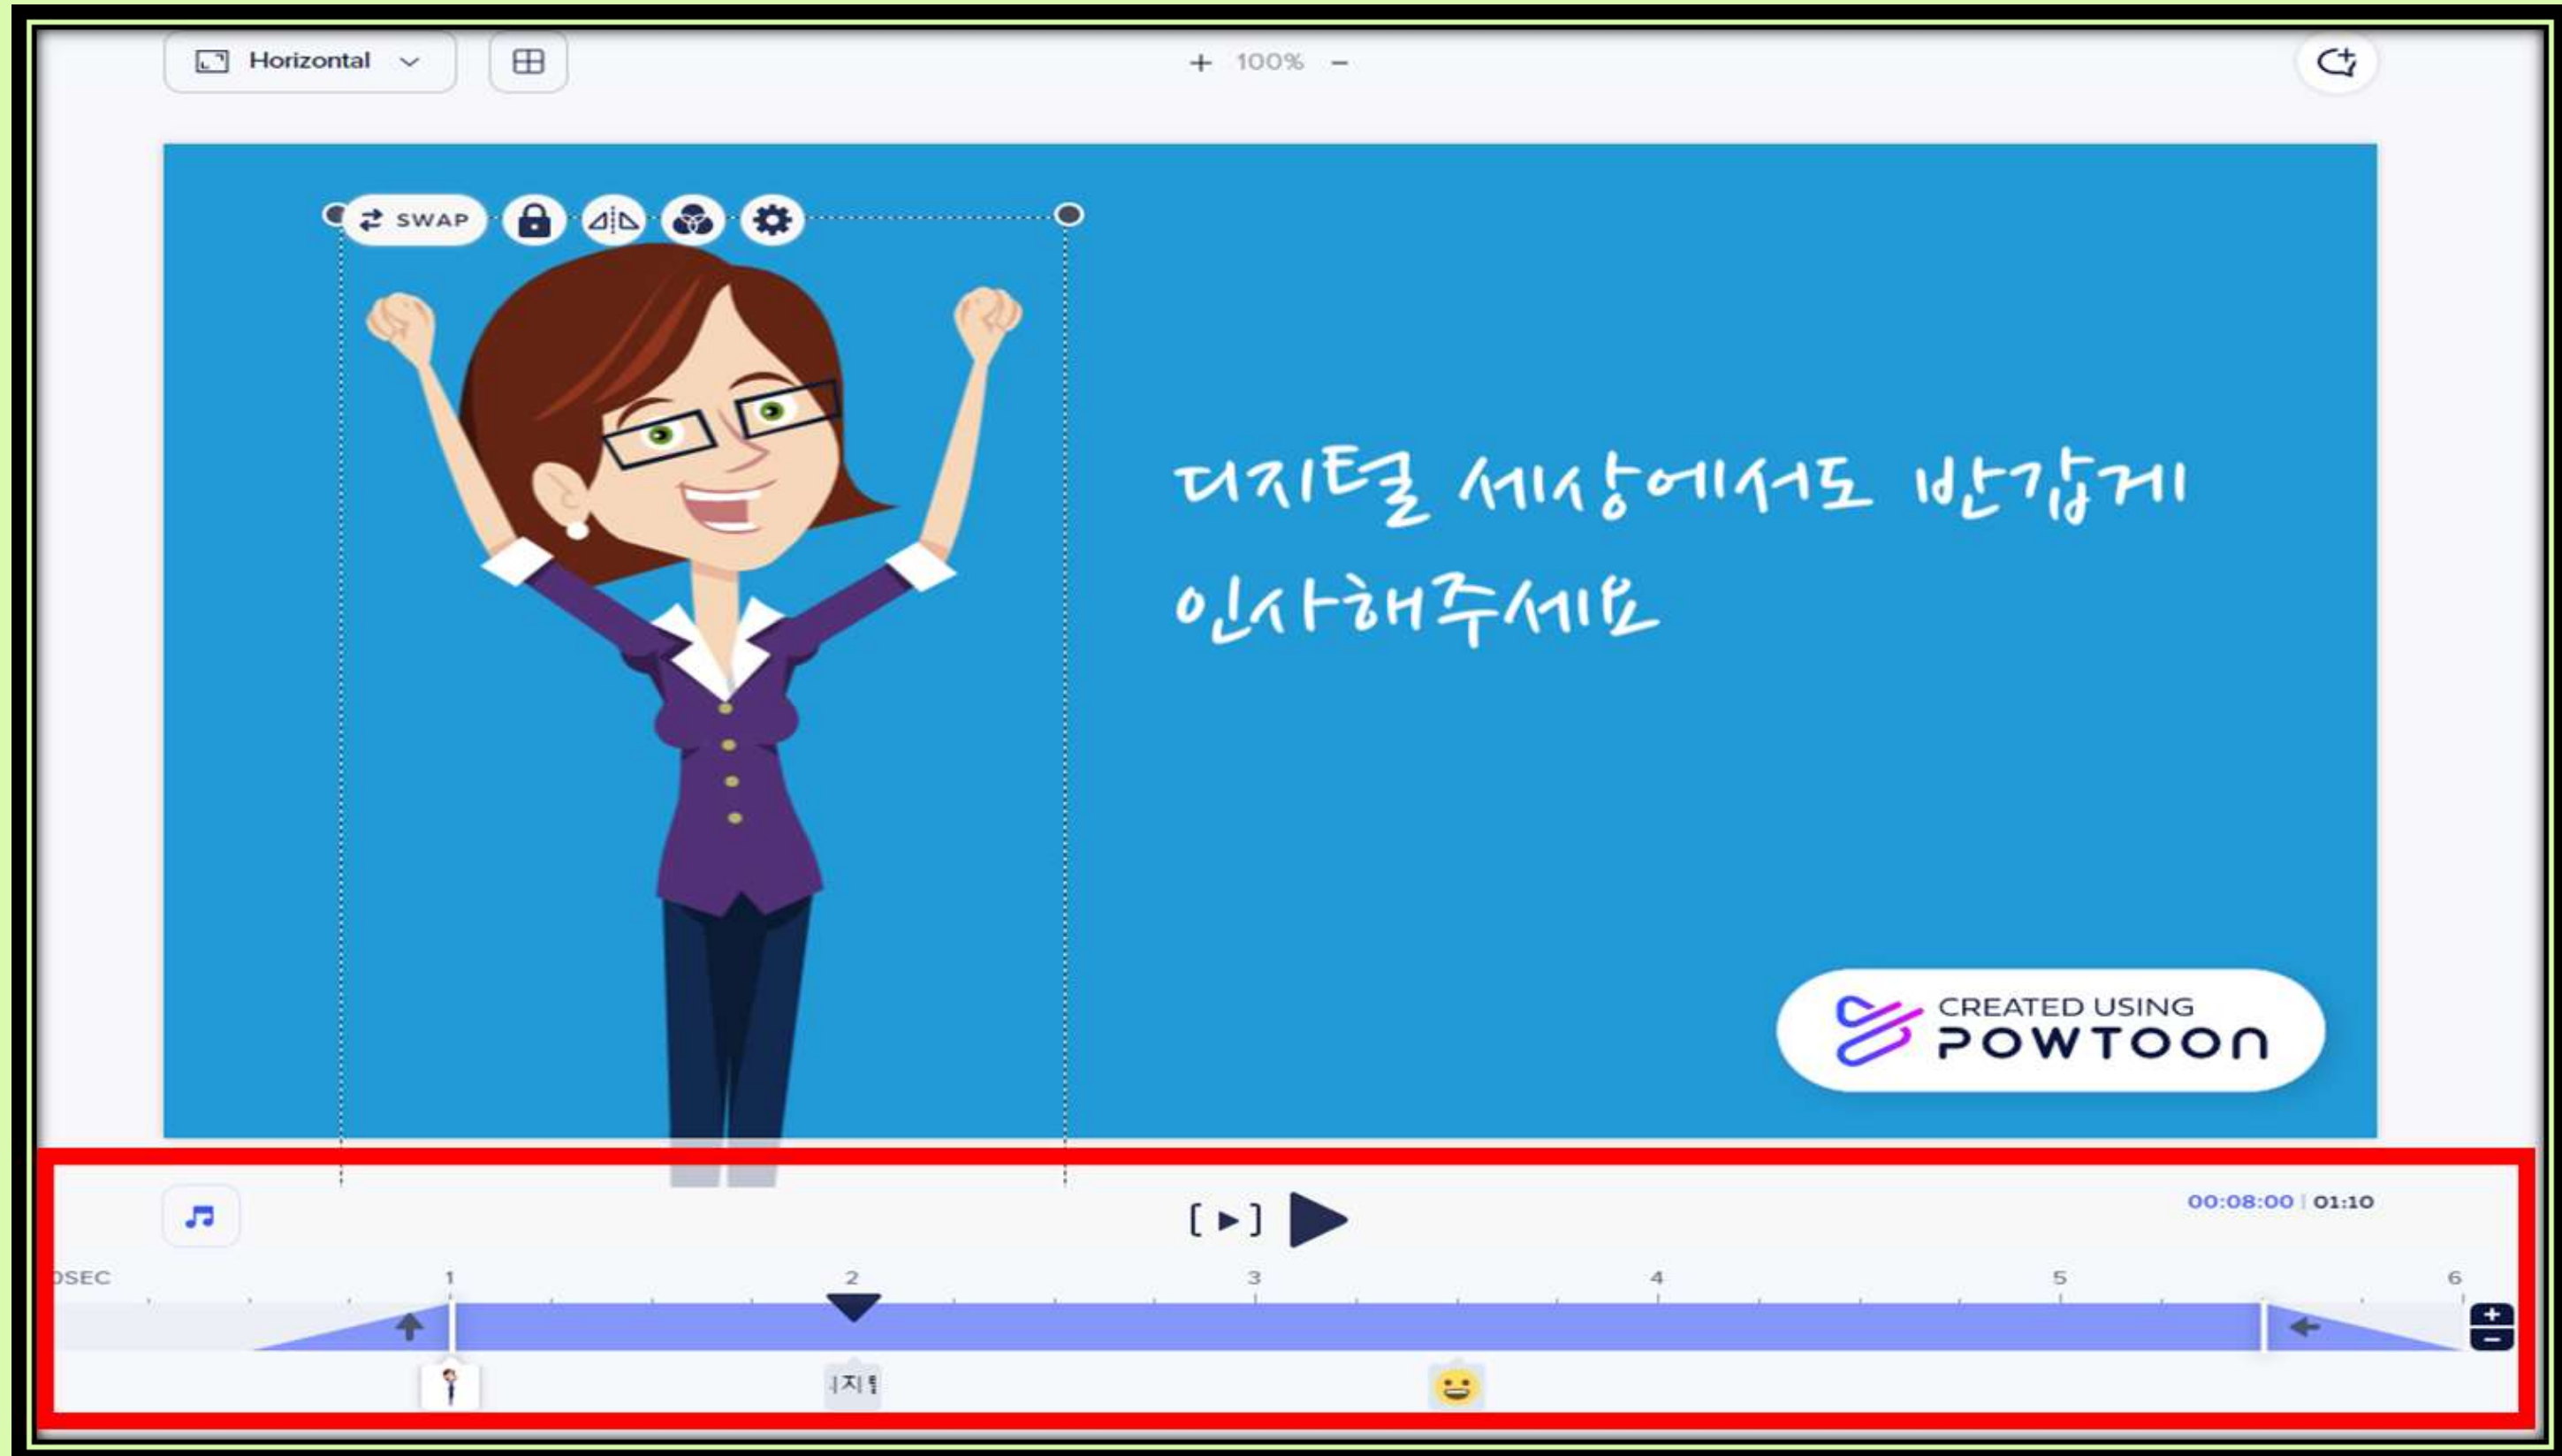 Horizontal
+ 100% −
SWAP
디지털 세상에서도 반갑게
인사해주세요
CREATED USING
POWTOON
00:08:00 | 01:10
0SEC 1 2 3 4 5 6